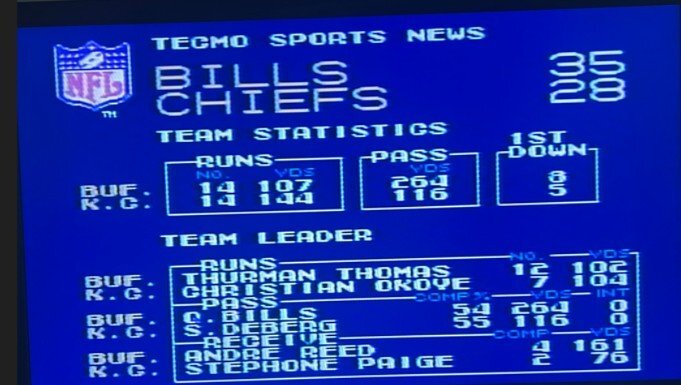 TECMO SPORTS NEWS
NFL
TM
BILLS 35
CHIEFS 28
TEAM STATISTICS
RUNS PASS 1ST DOWN
NO. YDS YDS
BUF. 14 107 264 8
K.C. 14 144 116 5
TEAM LEADER
RUNS NO. YDS
BUF. THURMAN THOMAS 12 102
K.C. CHRISTIAN OKOYE 7 104
PASS COMP% YDS INT
BUF. Q.BILLS 54 264 0
K.C. S.DEBERG 55 116 0
RECEIVE COMP YDS
BUF. ANDRE REED 4 161
K.C. STEPHONE PAIGE 2 76